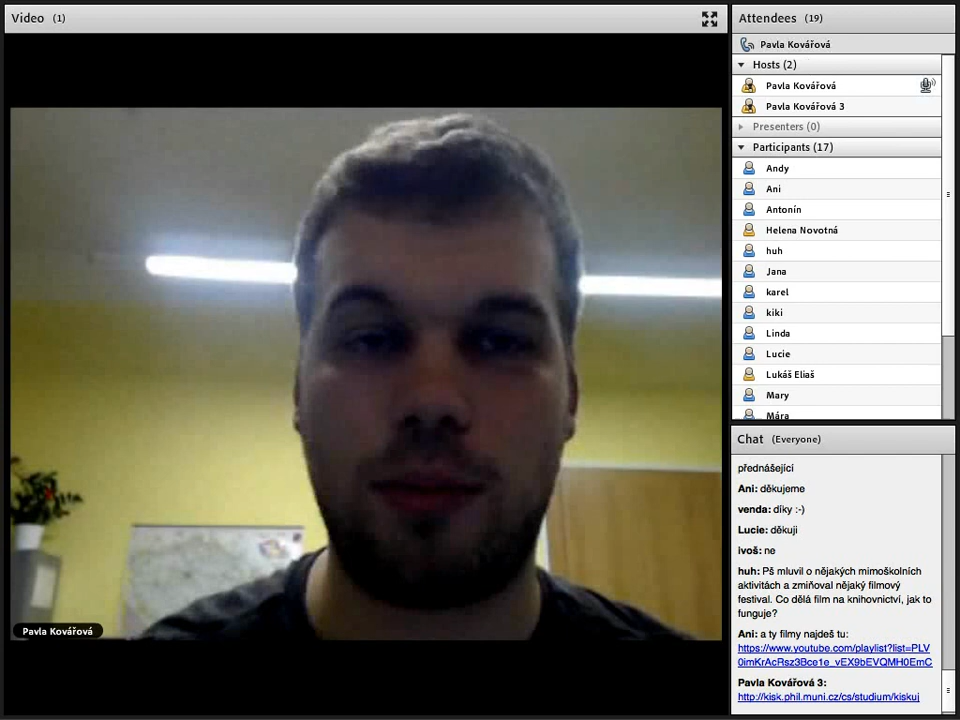 Video (1)
Pavla Kovářová
Attendees (19)
Pavla Kovářová
Hosts (2)
Pavla Kovářová
Pavla Kovářová 3
Presenters (0)
Participants (17)
Andy
Ani
Antonín
Helena Novotná
huh
Jana
karel
kiki
Linda
Lucie
Lukáš Eliaš
Mary
Mára
Chat (Everyone)
přednášející
Ani: děkujeme
venda: díky :-)
Lucie: děkuji
ivoš: ne
huh: Pš mluvil o nějakých mimoškolních
aktivitách a zmiňoval nějaký filmový
festival. Co dělá film na knihovnictví, jak to
funguje?
Ani: a ty filmy najdeš tu:
https://www.youtube.com/playlist?list=PLV
0imKrAcRsz3Bce1e_vEX9bEVQMH0EmC
Pavla Kovářová 3:
http://kisk.phil.muni.cz/cs/studium/kiskuj